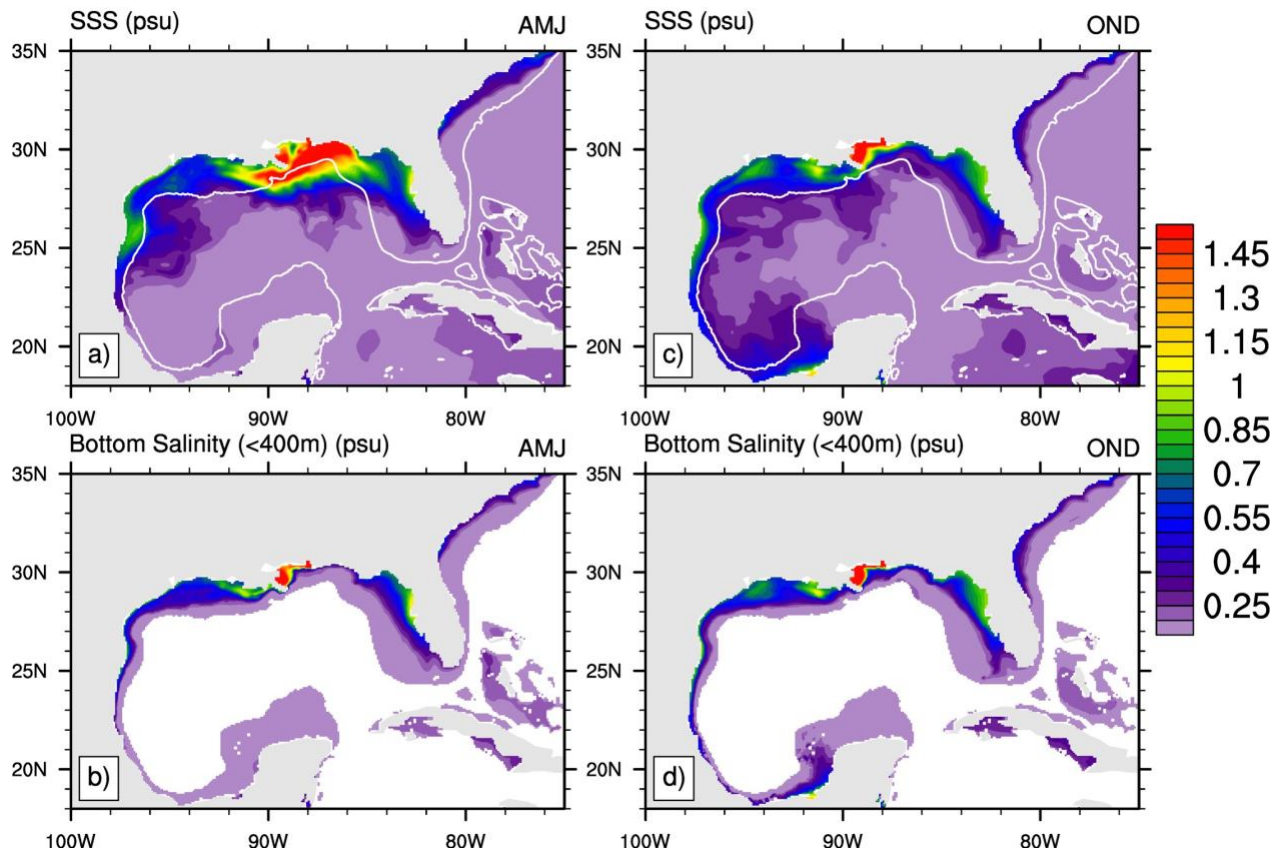 SSS (psu) AMJ
35N
30N
25N
20N
a)
100W 90W 80W
SSS (psu) OND
35N
30N
25N
20N
c)
100W 90W 80W
Bottom Salinity (<400m) (psu) AMJ
35N
30N
25N
20N
b)
100W 90W 80W
Bottom Salinity (<400m) (psu) OND
35N
30N
25N
20N
d)
100W 90W 80W
1.45
1.3
1.15
1
0.85
0.7
0.55
0.4
0.25